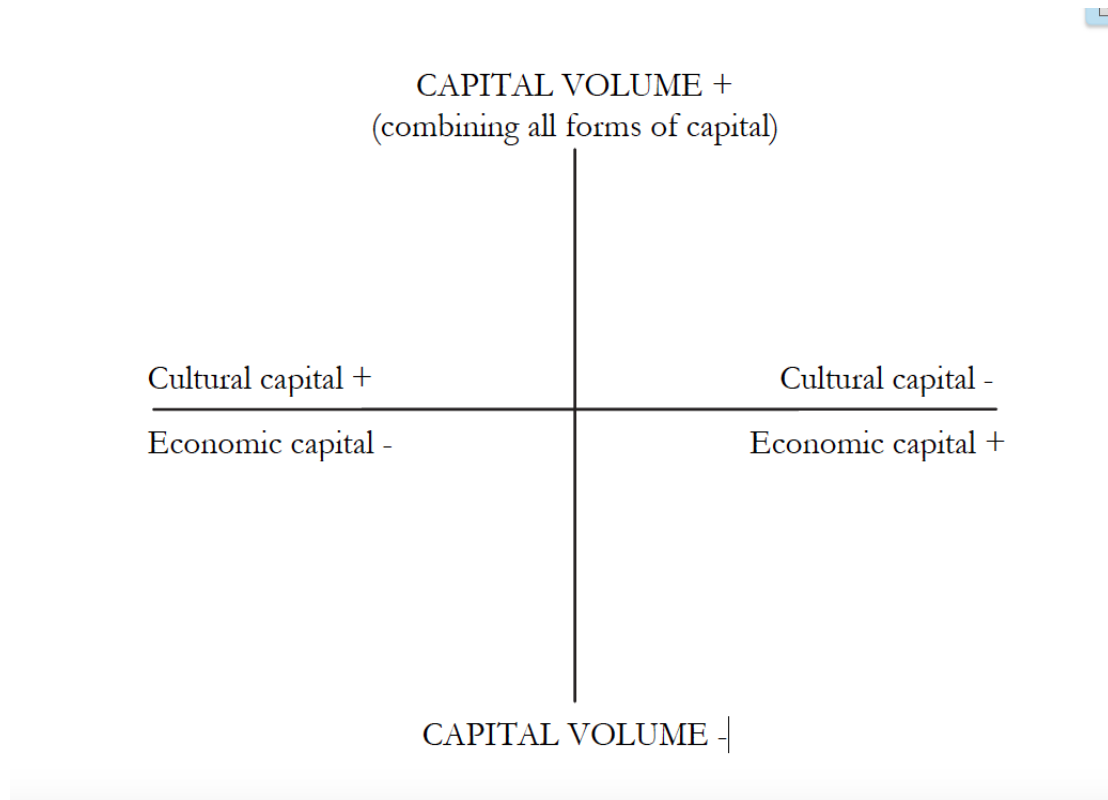 CAPITAL VOLUME +
(combining all forms of capital)
Cultural capital +
Cultural capital -
Economic capital -
Economic capital +
CAPITAL VOLUME -